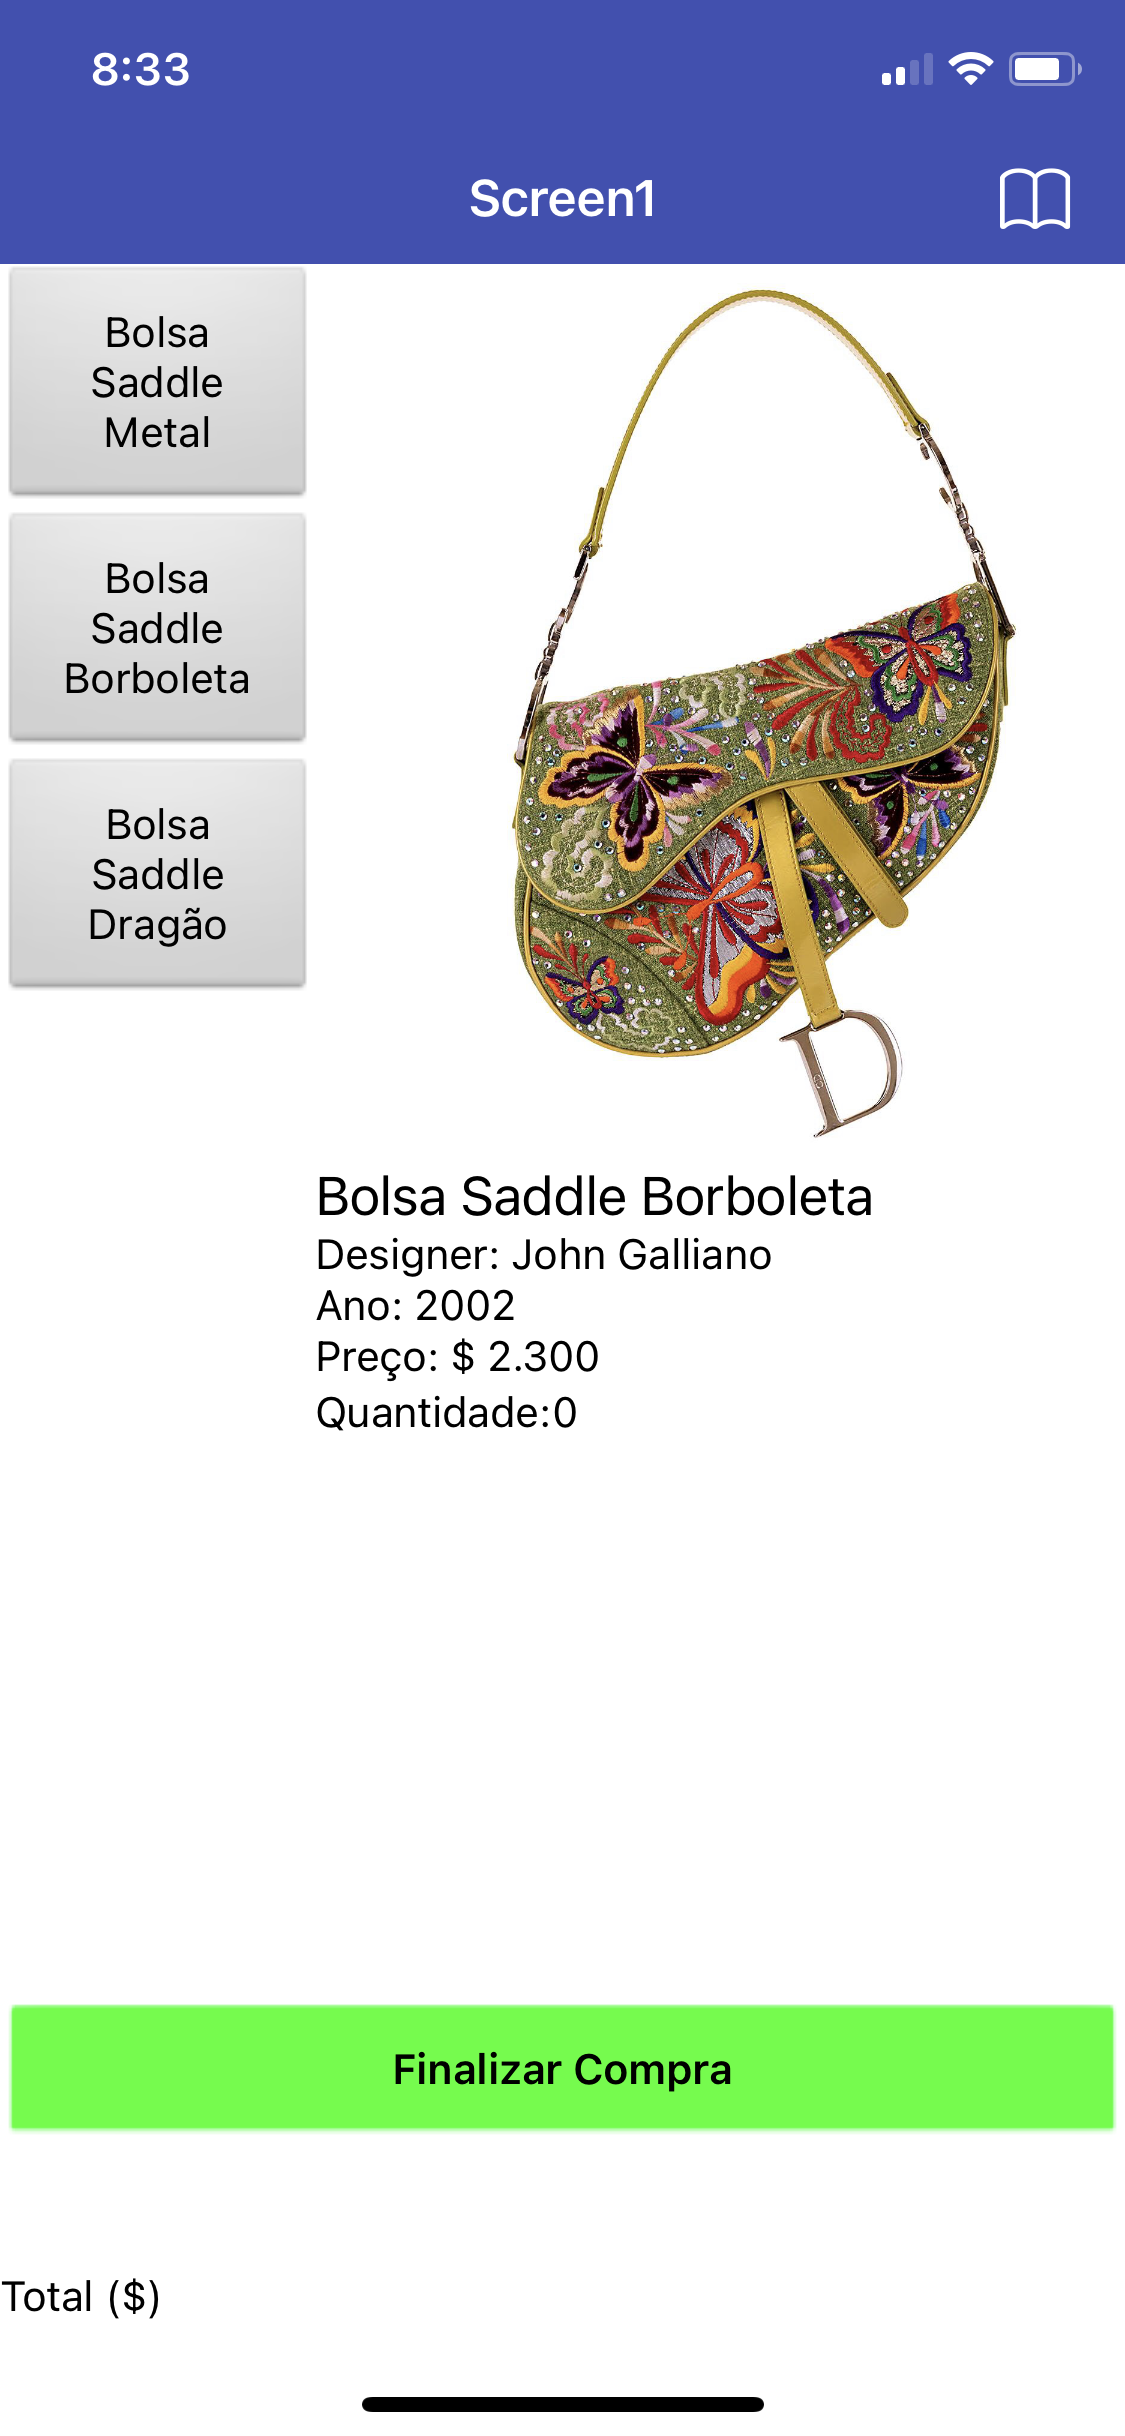 8:33
Screen1
Bolsa
Saddle
Metal
Bolsa
Saddle
Borboleta
Bolsa
Saddle
Dragão
Bolsa Saddle Borboleta
Designer: John Galliano
Ano: 2002
Preço: $ 2.300
Quantidade:0
Finalizar Compra
Total ($)